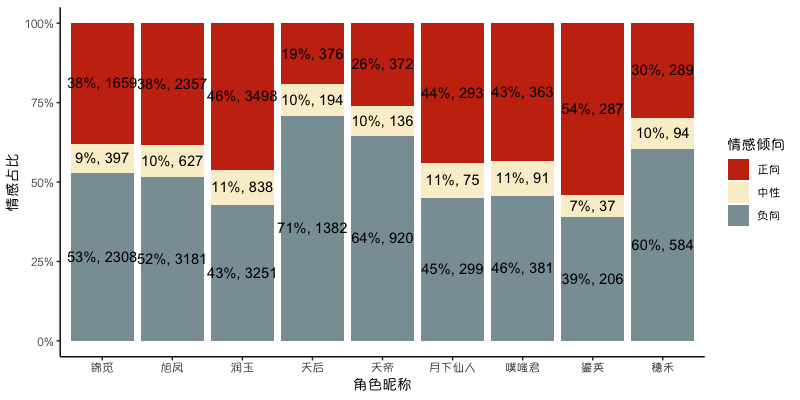 100%
75%
50%
25%
0%
情感占比
38%, 1659
38%, 2357
46%, 3498
19%, 376
26%, 372
44%, 293
43%, 363
54%, 287
30%, 289
9%, 397
10%, 627
11%, 838
10%, 194
10%, 136
11%, 75
11%, 91
7%, 37
10%, 94
53%, 2308
52%, 3181
43%, 3251
71%, 1382
64%, 920
45%, 299
46%, 381
39%, 206
60%, 584
锦觅
旭凤
润玉
天后
天帝
月下仙人
噗嗤君
鎏英
穗禾
角色昵称
情感倾向
正向
中性
负向